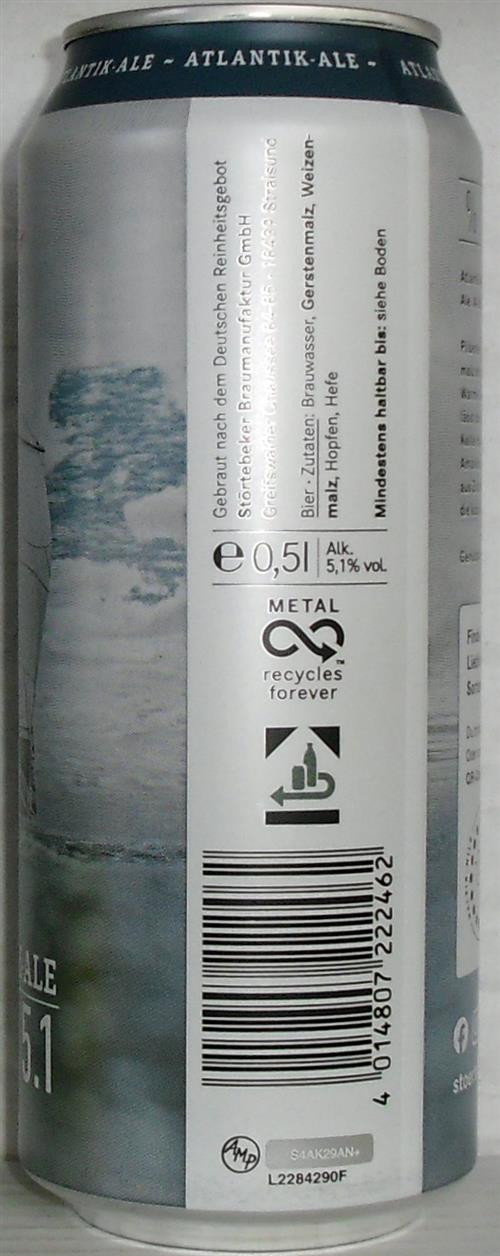 ATLANTIK-ALE ~ ATLANTIK-ALE ~
Gebraut nach dem Deutschen Reinheitsgebot
Störtebeker Braumanufaktur GmbH
Greifswalder Chaussee 84-85 · 18439 Stralsund
Bier · Zutaten: Brauwasser, Gerstenmalz, Weizen-
malz, Hopfen, Hefe
Mindestens haltbar bis: siehe Boden
e 0,5l
Alk.
5,1% vol.
METAL
TM
recycles
forever
4 014807 222462
AMP
S4AK29AN+
L2284290F
ALE
5.1